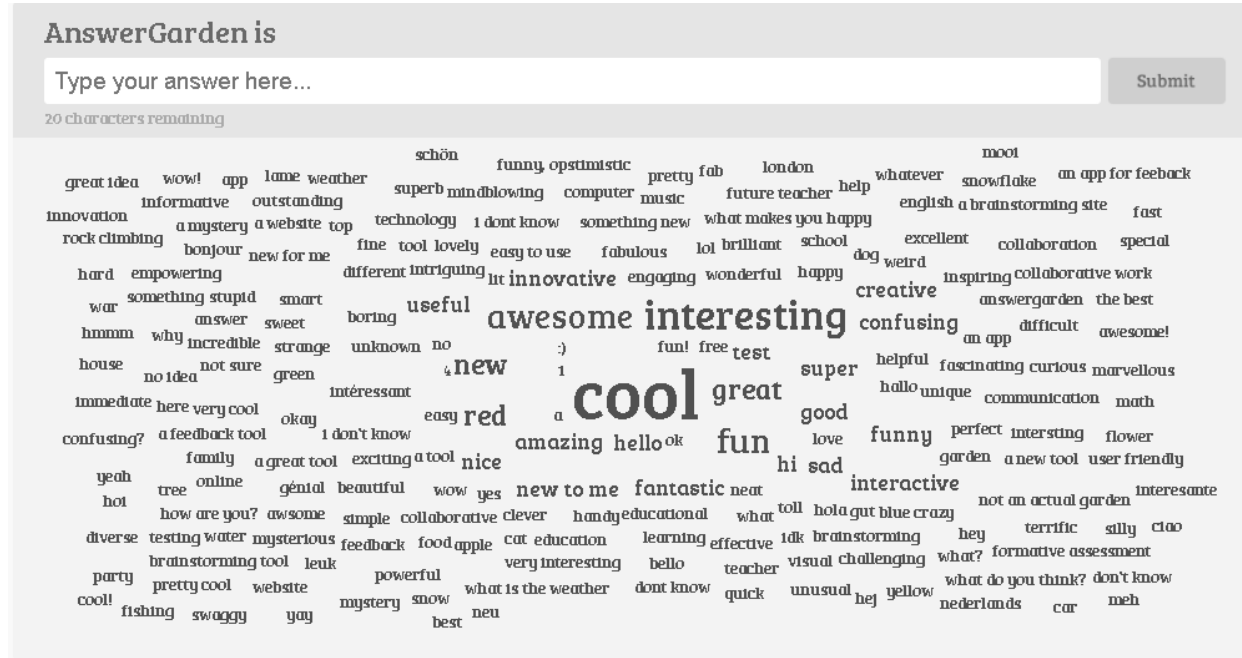 AnswerGarden is
Type your answer here...
Submit
20 characters remaining
schön mooi
funny, opstimistic pretty fab london
great idea wow! app lame weather superb mindblowing computer music future teacher help whatever snowflake an app for feeback
informative outstanding english a brainstorming site
innovation a mystery a website top technology i dont know something new what makes you happy fast
rock climbing bonjour new for me fine tool lovely easy to use fabulous lol brilliant school dog weird excellent collaboration special
hard empowering different intriguing lit innovative engaging wonderful happy creative inspiring collaborative work
war something stupid smart boring useful awesome interesting confusing answergarden the best
answer sweet an app difficult awesome!
hmmm why incredible strange unknown no :) fun! free test
house no idea not sure green 4 new 1 cool great super helpful fascinating curious marvellous
intéressant hallo unique communication math
immediate here very cool okay easy red a good
confusing? a feedback tool i don't know amazing hello ok fun love funny perfect intersting flower
family a great tool exciting a tool nice hi sad garden a new tool user friendly
yeah tree online génial beautiful wow yes new to me fantastic neat interactive not an actual garden interesante
hoi how are you? awsome simple collaborative clever handy educational what toll hola gut blue crazy
diverse testing water mysterious feedback food apple cat education learning effective idk brainstorming hey terrific silly ciao
brainstorming tool leuk very interesting bello teacher visual challenging what? formative assessment
party pretty cool website powerful what is the weather dont know quick unusual hej yellow what do you think? don't know
cool! fishing swaggy yay mystery snow best neu nederlands car meh